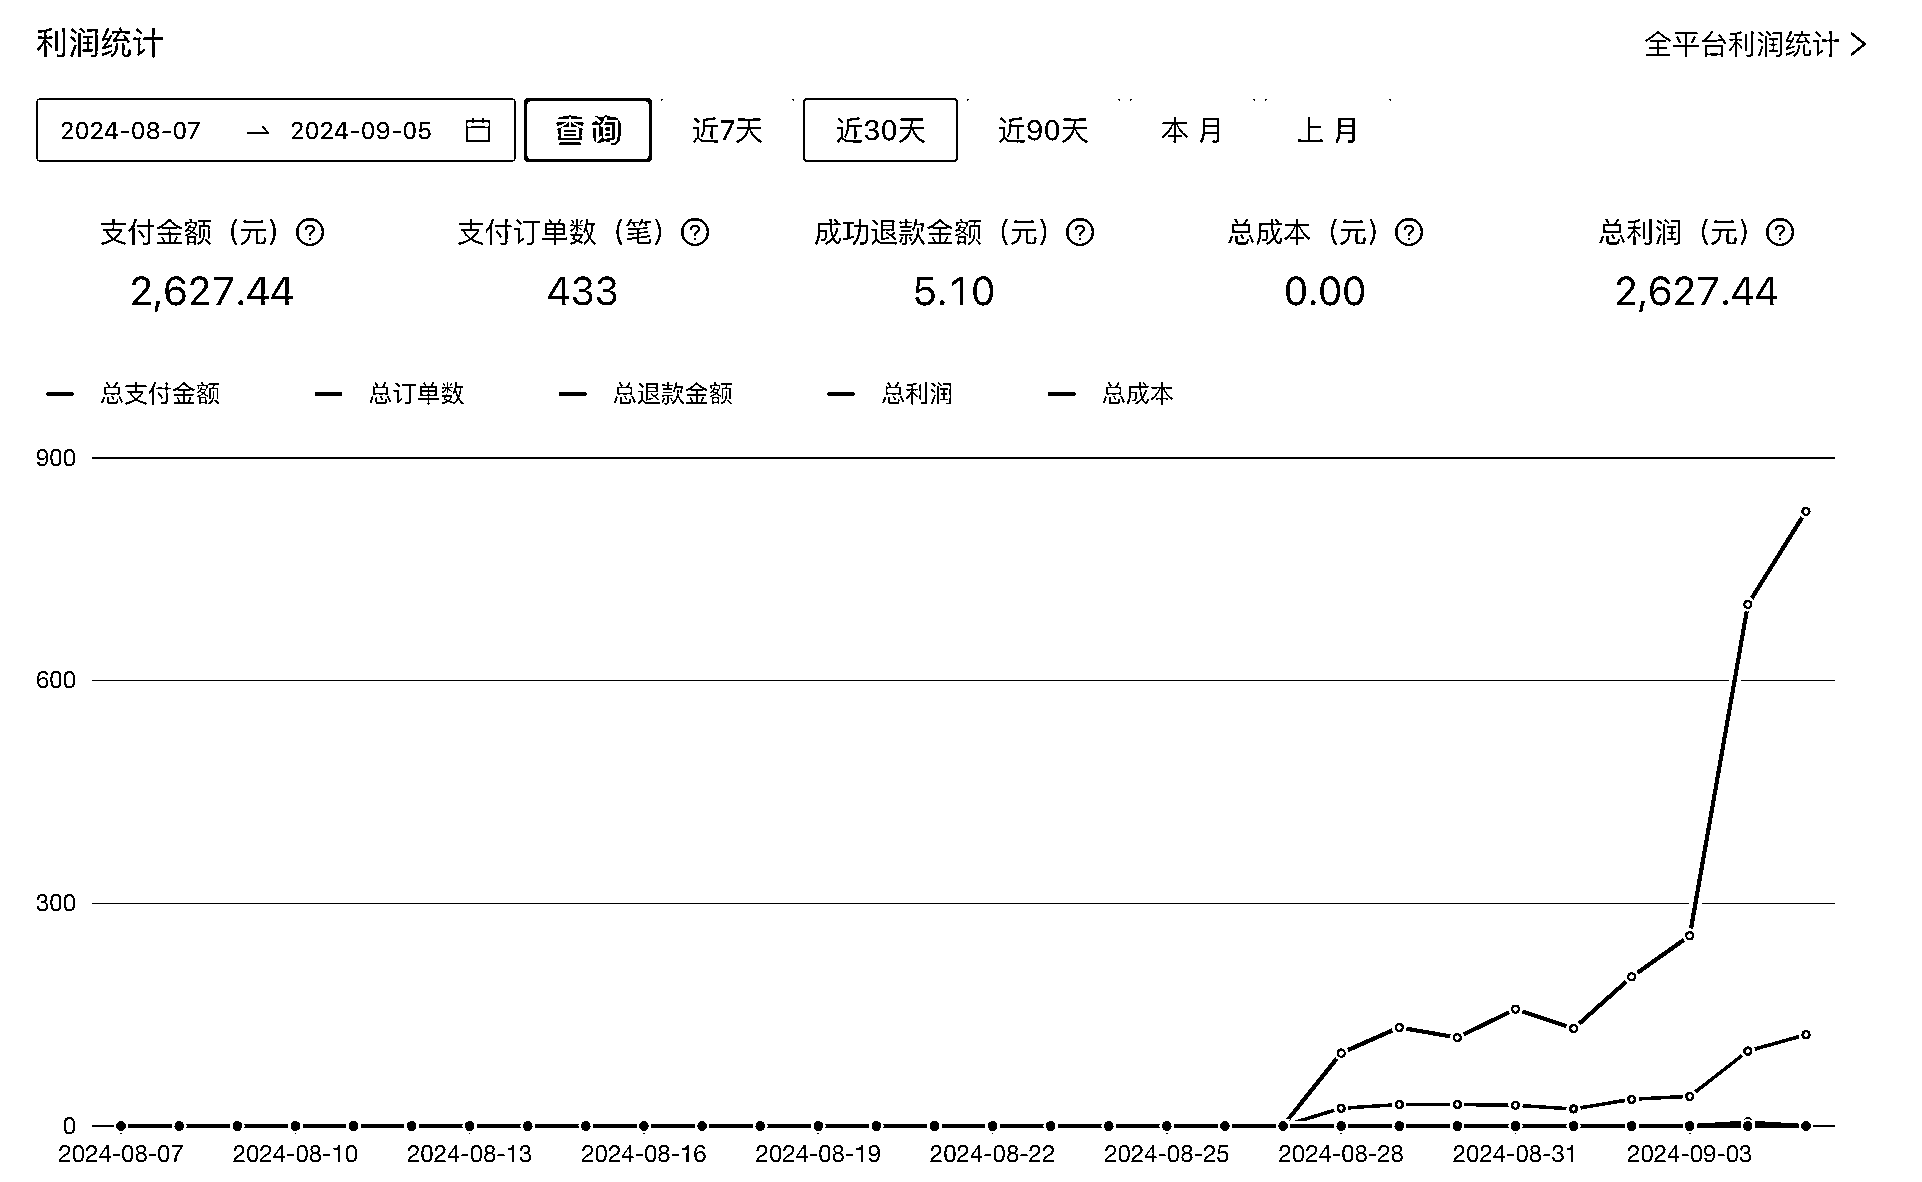 利润统计 全平台利润统计
2024-08-07 → 2024-09-05 查询 近7天 近30天 近90天 本月 上月
支付金额（元） 支付订单数（笔） 成功退款金额（元） 总成本（元） 总利润（元）
2,627.44 433 5.10 0.00 2,627.44
总支付金额 总订单数 总退款金额 总利润 总成本
900
600
300
0
2024-08-07 2024-08-10 2024-08-13 2024-08-16 2024-08-19 2024-08-22 2024-08-25 2024-08-28 2024-08-31 2024-09-03